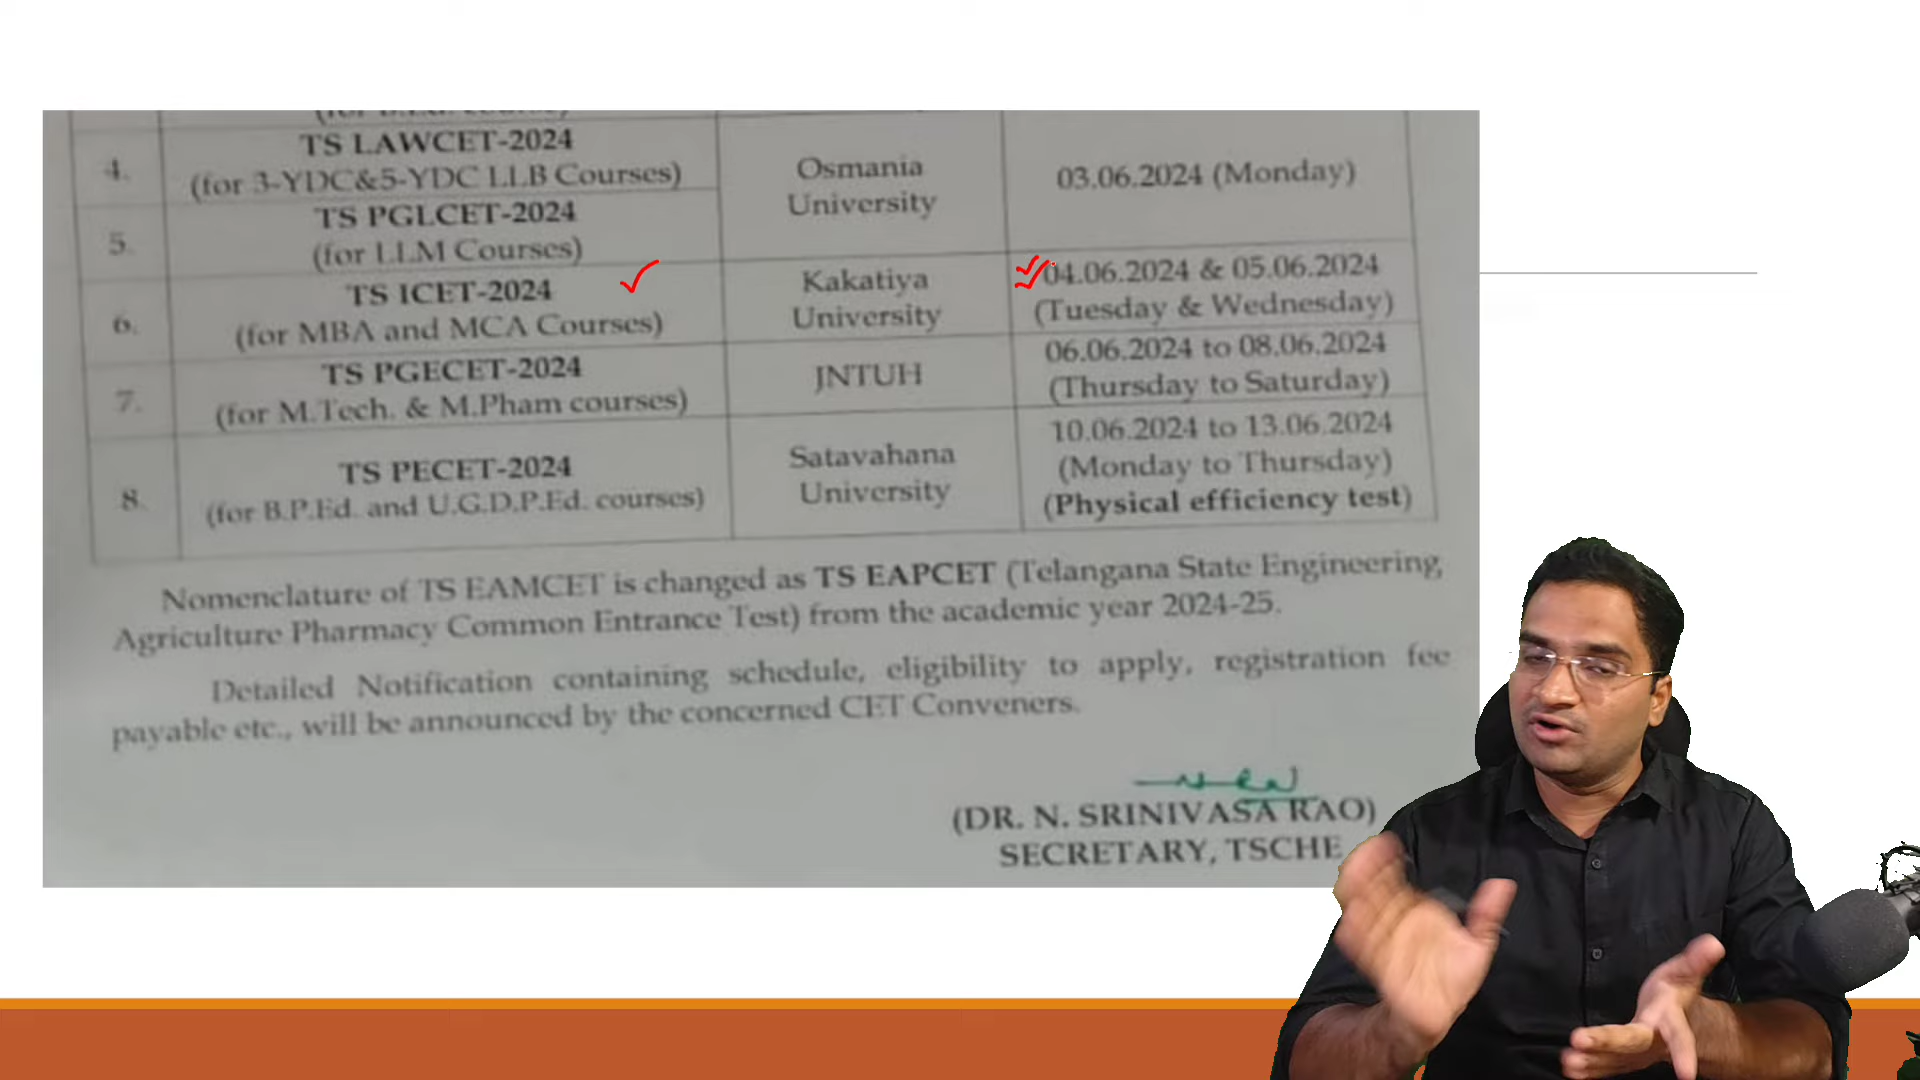 4.
TS LAWCET-2024
(for 3-YDC&5-YDC LLB Courses)
Osmania
University
03.06.2024 (Monday)
5.
TS PGLCET-2024
(for LLM Courses)
6.
TS ICET-2024
(for MBA and MCA Courses)
Kakatiya
University
04.06.2024 & 05.06.2024
(Tuesday & Wednesday)
7.
TS PGECET-2024
(for M.Tech. & M.Pham courses)
JNTUH
06.06.2024 to 08.06.2024
(Thursday to Saturday)
8.
TS PECET-2024
(for B.P.Ed. and U.G.D.P.Ed. courses)
Satavahana
University
10.06.2024 to 13.06.2024
(Monday to Thursday)
(Physical efficiency test)
Nomenclature of TS EAMCET is changed as TS EAPCET (Telangana State Engineering
Agriculture Pharmacy Common Entrance Test) from the academic year 2024-25.
Detailed Notification containing schedule, eligibility to apply, registration fee
payable etc., will be announced by the concerned CET Conveners.
(DR. N. SRINIVASA RAO)
SECRETARY, TSCHE